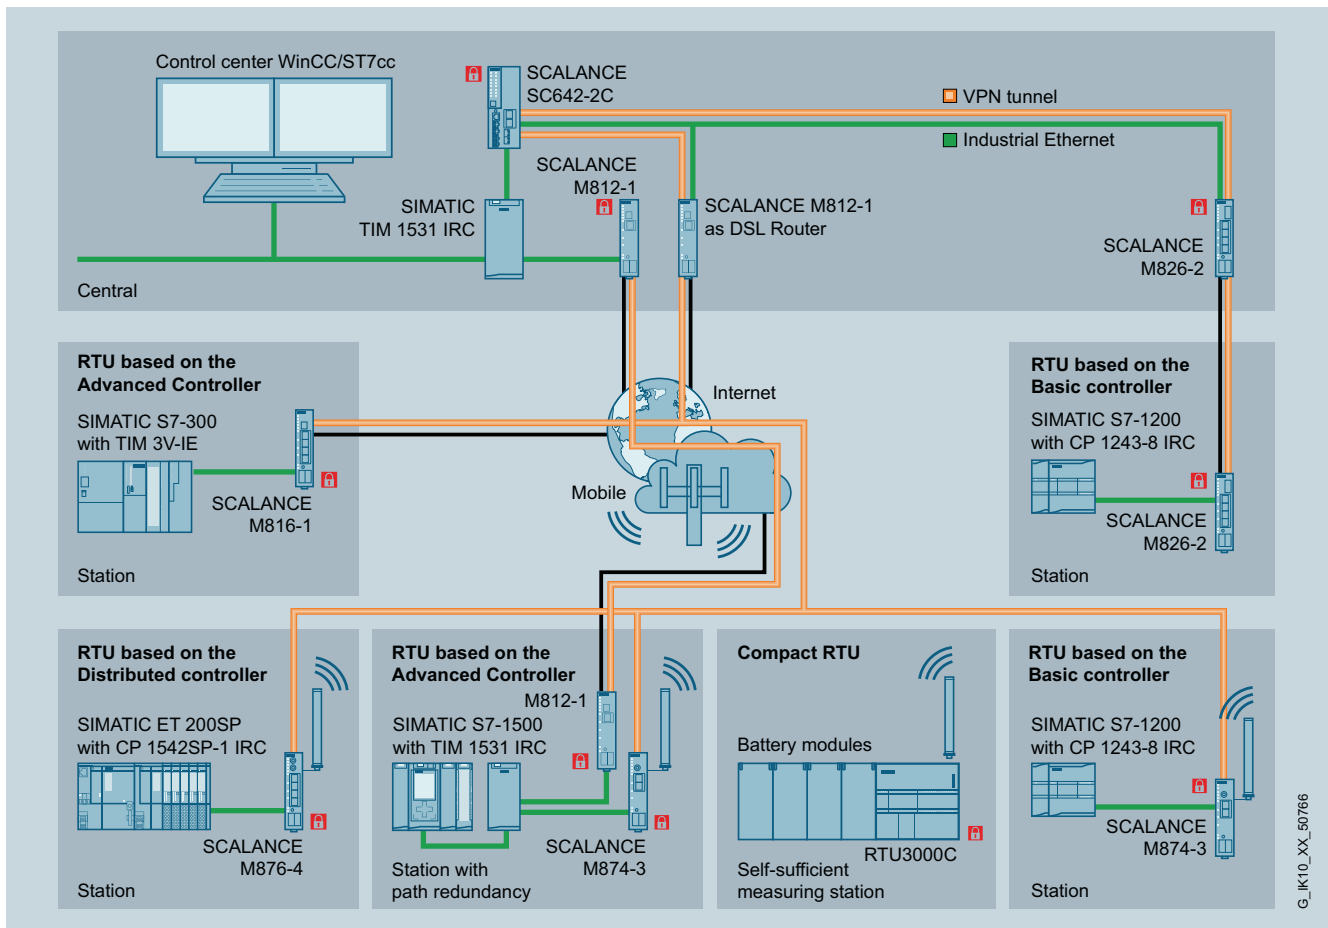 Control center WinCC/ST7cc
SCALANCE
SC642-2C
VPN tunnel
Industrial Ethernet
SCALANCE
M812-1
SIMATIC
TIM 1531 IRC
SCALANCE M812-1
as DSL Router
SCALANCE
M826-2
Central
RTU based on the
Advanced Controller
SIMATIC S7-300
with TIM 3V-IE
SCALANCE
M816-1
Station
Internet
Mobile
RTU based on the
Basic controller
SIMATIC S7-1200
with CP 1243-8 IRC
SCALANCE
M826-2
Station
RTU based on the
Distributed controller
SIMATIC ET 200SP
with CP 1542SP-1 IRC
SCALANCE
M876-4
Station
RTU based on the
Advanced Controller
M812-1
SIMATIC S7-1500
with TIM 1531 IRC
SCALANCE
M874-3
Station with
path redundancy
Compact RTU
Battery modules
RTU3000C
Self-sufficient
measuring station
RTU based on the
Basic controller
SIMATIC S7-1200
with CP 1243-8 IRC
SCALANCE
M874-3
Station
G_IK10_XX_50766